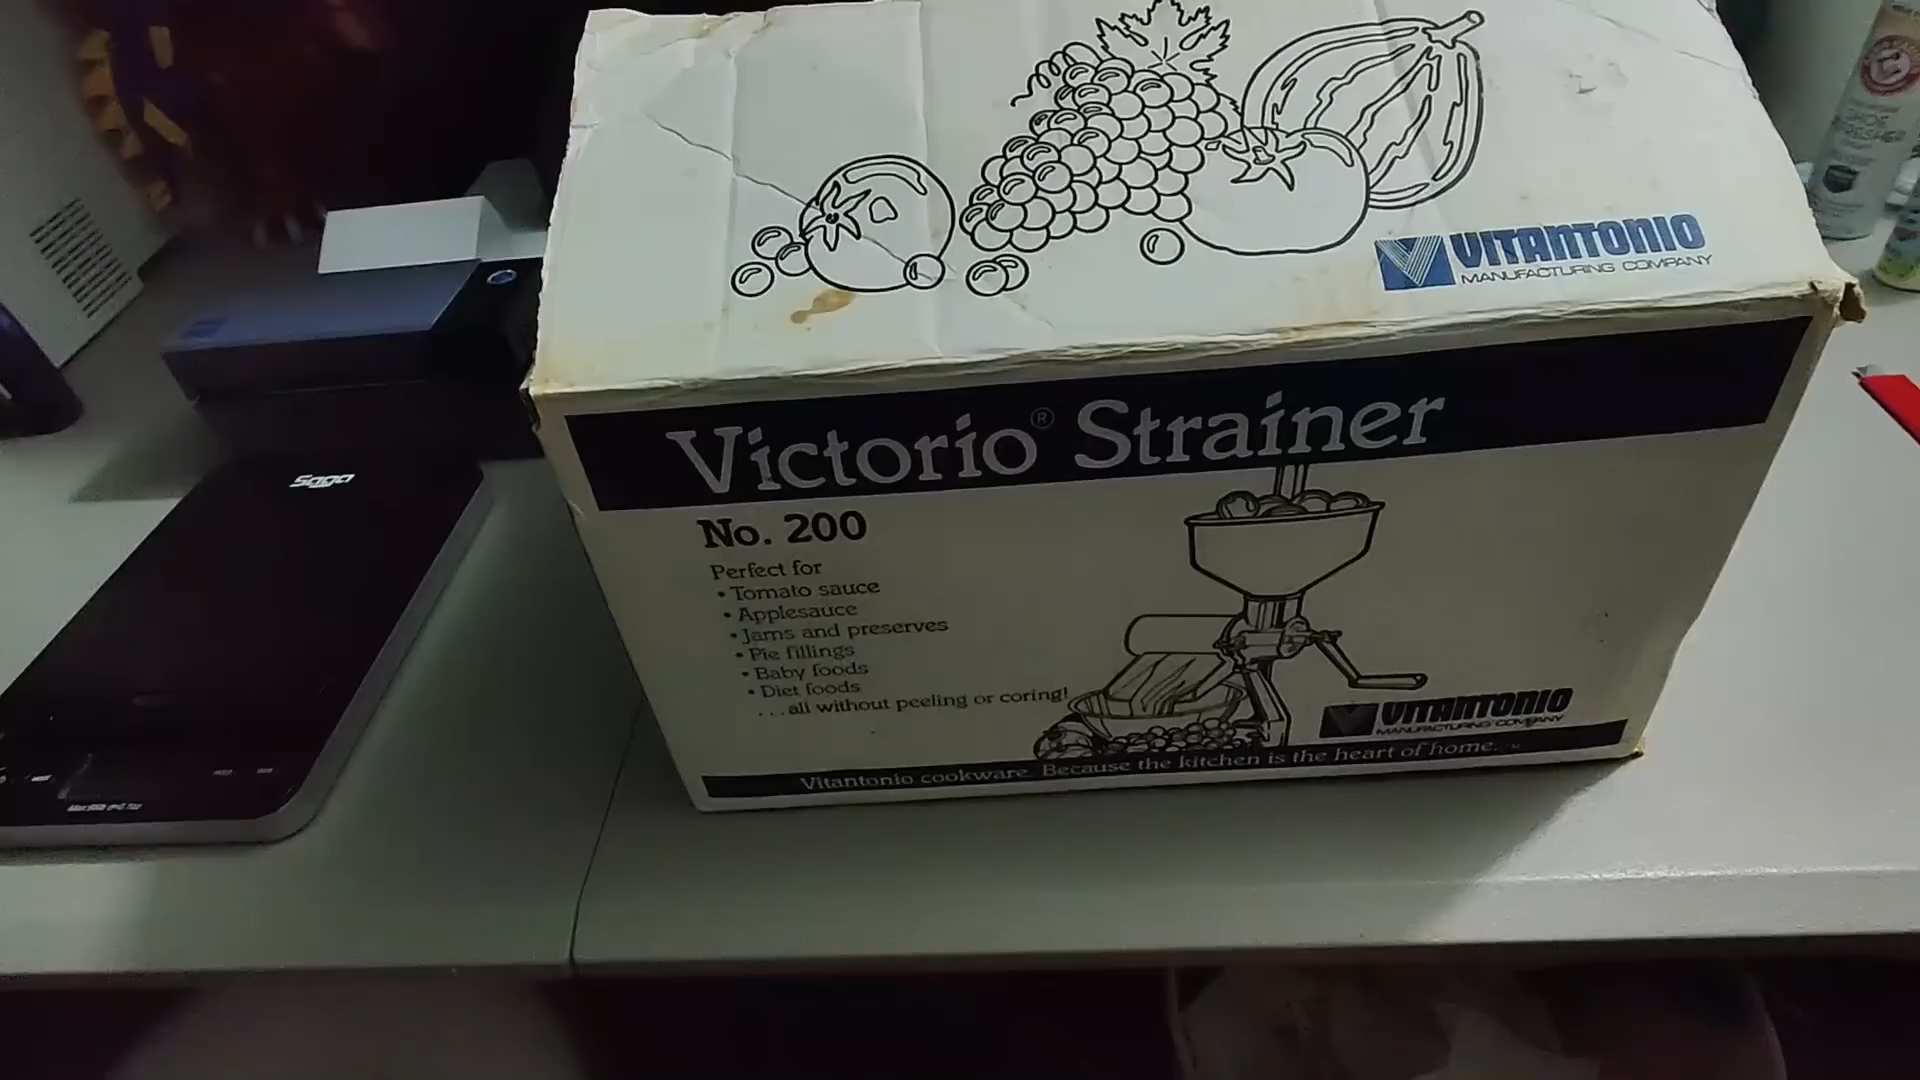 VITANTONIO
MANUFACTURING COMPANY
Victorio® Strainer
No. 200
Perfect for
• Tomato sauce
• Applesauce
• Jams and preserves
• Pie fillings
• Baby foods
• Diet foods
...all without peeling or coring!
VITANTONIO
MANUFACTURING COMPANY
Vitantonio cookware. Because the kitchen is the heart of home.
Saga
SHOE